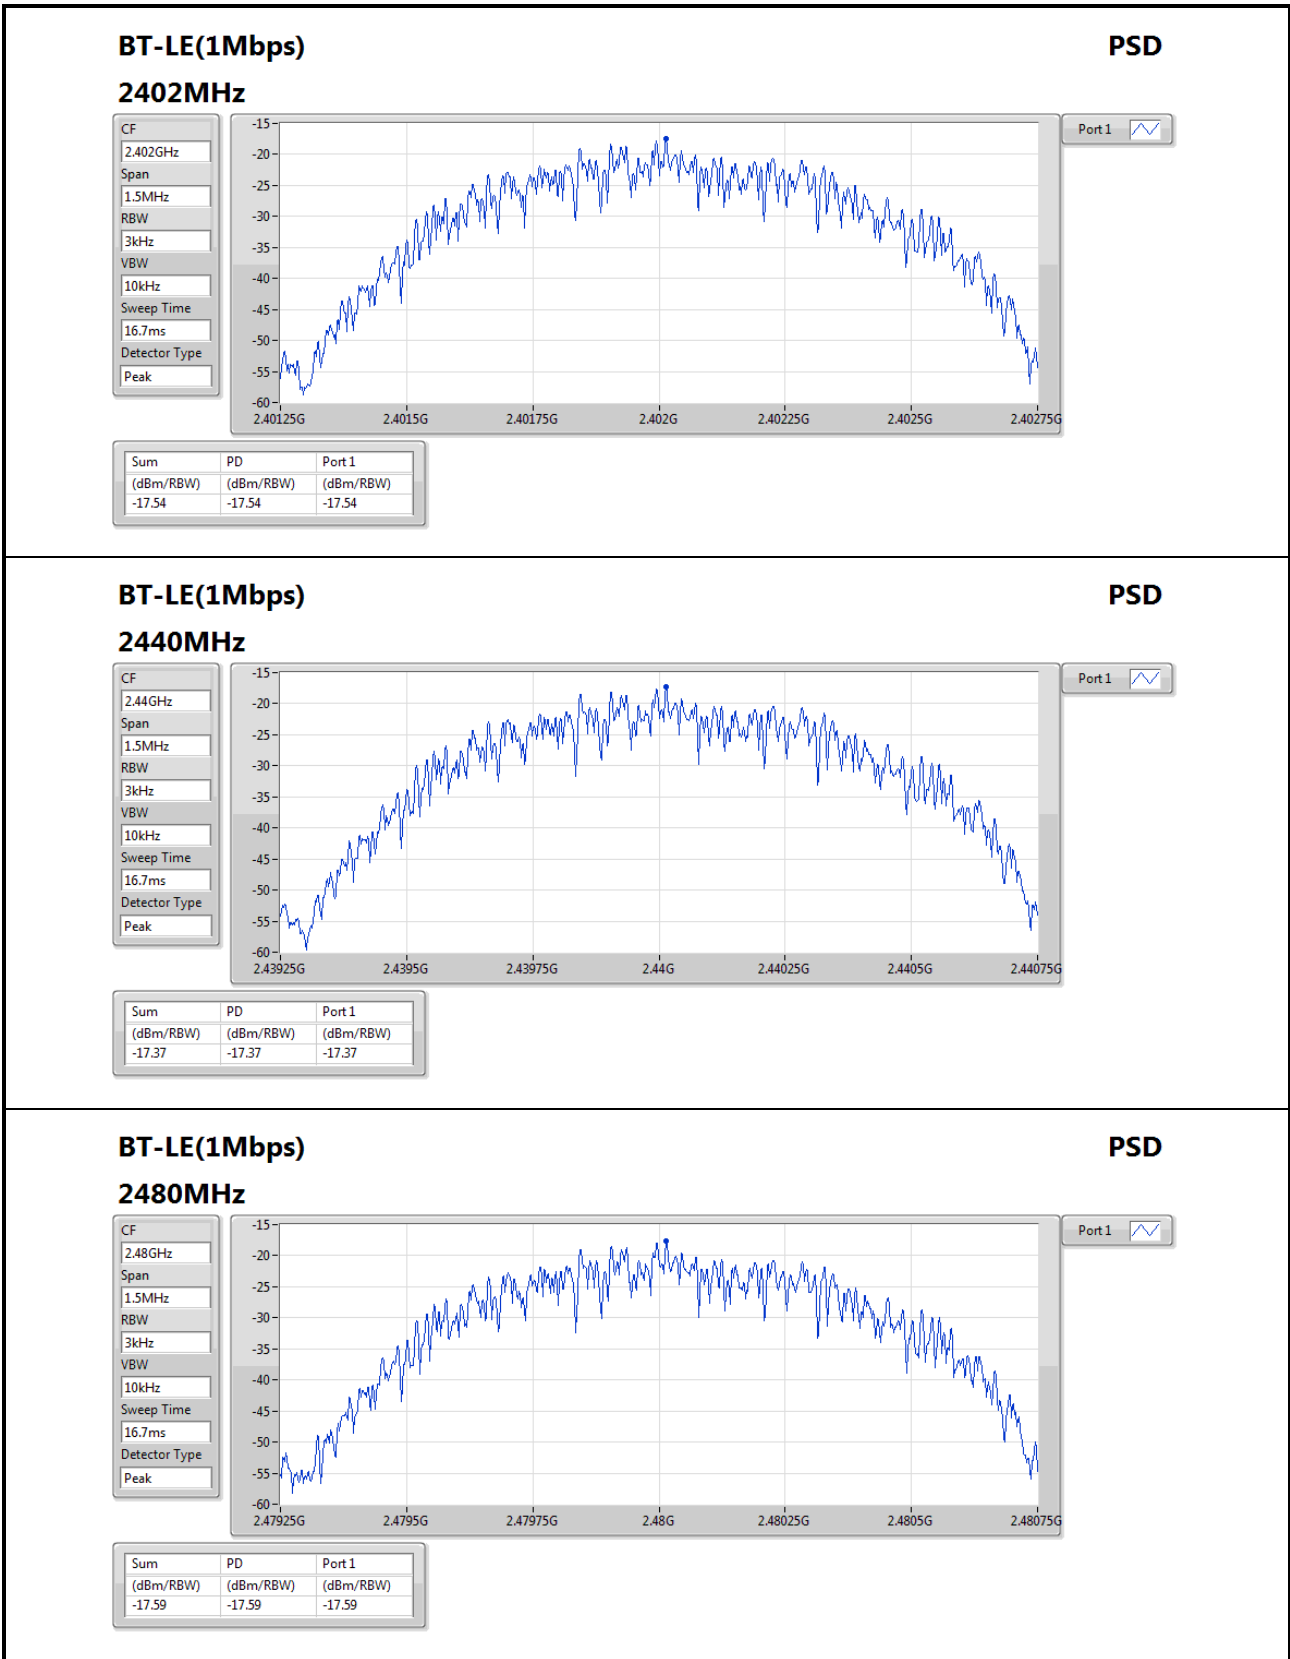 BT-LE(1Mbps) PSD
2402MHz
CF
2.402GHz
Span
1.5MHz
RBW
3kHz
VBW
10kHz
Sweep Time
16.7ms
Detector Type
Peak
-15
-20
-25
-30
-35
-40
-45
-50
-55
-60
2.40125G 2.4015G 2.40175G 2.402G 2.40225G 2.4025G 2.40275G
Port 1
Sum PD Port 1
(dBm/RBW) (dBm/RBW) (dBm/RBW)
-17.54 -17.54 -17.54
BT-LE(1Mbps) PSD
2440MHz
CF
2.44GHz
Span
1.5MHz
RBW
3kHz
VBW
10kHz
Sweep Time
16.7ms
Detector Type
Peak
-15
-20
-25
-30
-35
-40
-45
-50
-55
-60
2.43925G 2.4395G 2.43975G 2.44G 2.44025G 2.4405G 2.44075G
Port 1
Sum PD Port 1
(dBm/RBW) (dBm/RBW) (dBm/RBW)
-17.37 -17.37 -17.37
BT-LE(1Mbps) PSD
2480MHz
CF
2.48GHz
Span
1.5MHz
RBW
3kHz
VBW
10kHz
Sweep Time
16.7ms
Detector Type
Peak
-15
-20
-25
-30
-35
-40
-45
-50
-55
-60
2.47925G 2.4795G 2.47975G 2.48G 2.48025G 2.4805G 2.48075G
Port 1
Sum PD Port 1
(dBm/RBW) (dBm/RBW) (dBm/RBW)
-17.59 -17.59 -17.59